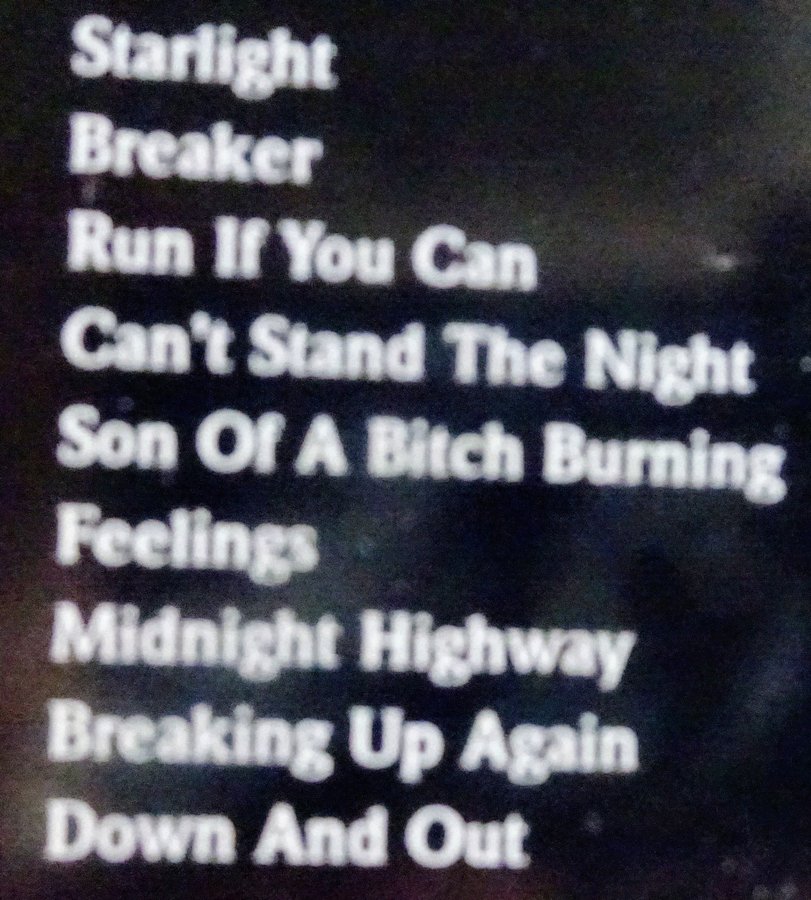 Starlight
Breaker
Run If You Can
Can't Stand The Night
Son Of A Bitch Burning
Feelings
Midnight Highway
Breaking Up Again
Down And Out